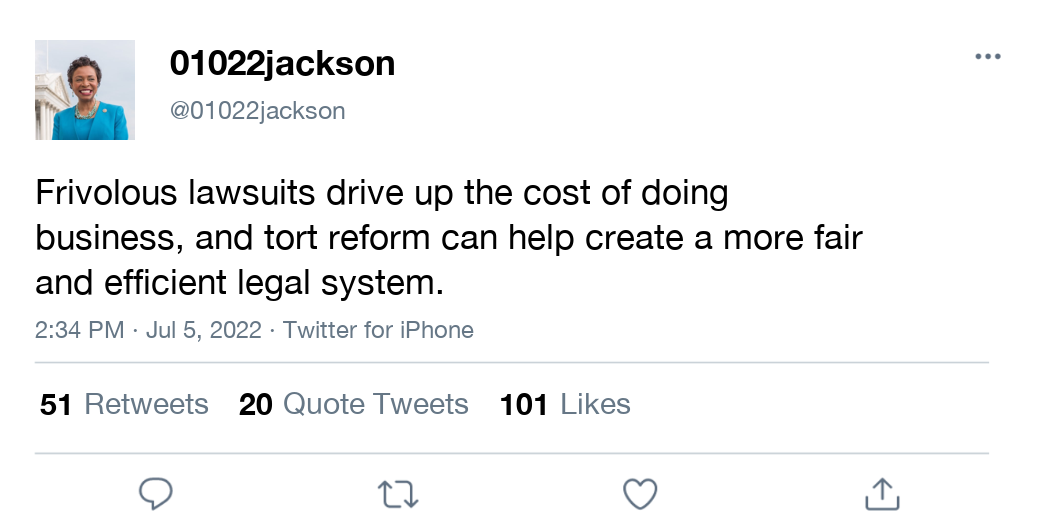 01022jackson
@01022jackson
Frivolous lawsuits drive up the cost of doing
business, and tort reform can help create a more fair
and efficient legal system.
2:34 PM · Jul 5, 2022 · Twitter for iPhone
51 Retweets 20 Quote Tweets 101 Likes